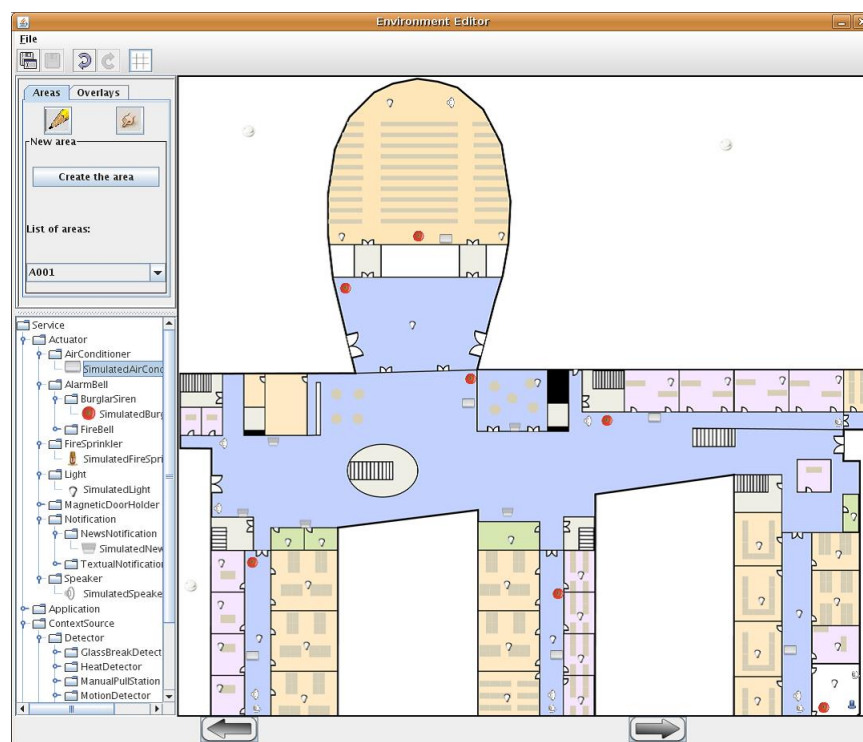 Environment Editor
File
Areas
Overlays
New area
Create the area
List of areas:
A001
Service
Actuator
AirConditioner
SimulatedAirCond
AlarmBell
BurglarSiren
SimulatedBurg
FireBell
FireSprinkler
SimulatedFireSpri
Light
SimulatedLight
MagneticDoorHolder
Notification
NewsNotification
SimulatedNew
TextualNotification
Speaker
SimulatedSpeake
Application
ContextSource
Detector
GlassBreakDetect
HeatDetector
ManualPullStation
MotionDetector